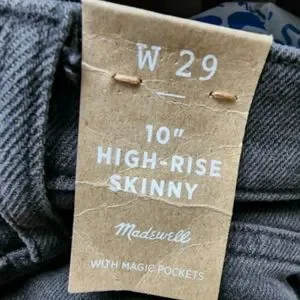 W 29
10"
HIGH-RISE
SKINNY
Madewell
WITH MAGIC POCKETS